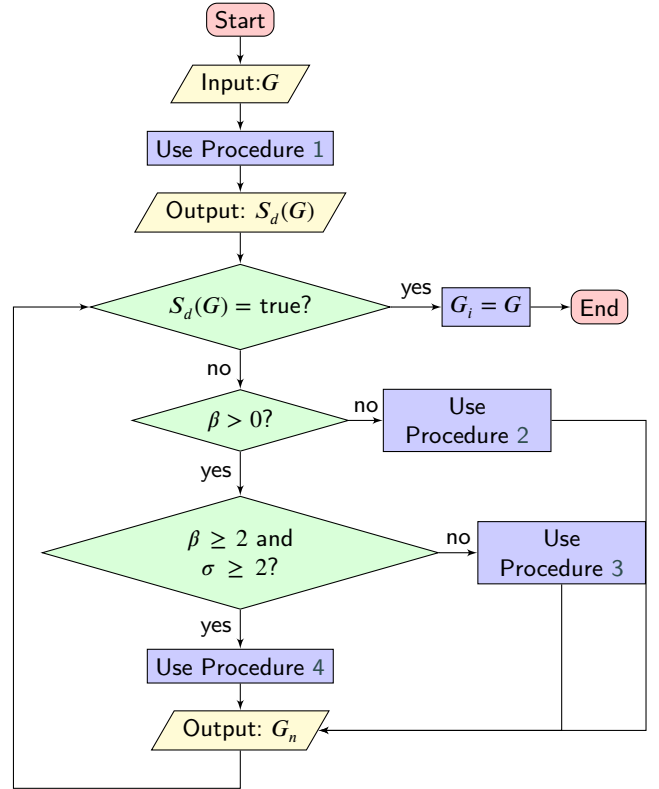 Start
Input:G
Use Procedure 1
Output: S_d(G)
S_d(G) = true?
yes
G_i = G
End
no
β > 0?
no
Use
Procedure 2
yes
β ≥ 2 and
σ ≥ 2?
no
Use
Procedure 3
yes
Use Procedure 4
Output: G_n